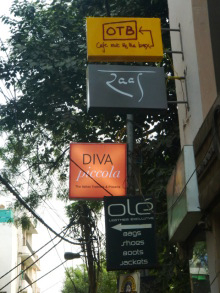 OTB
Cafe out of the box
DIVA
piccola
olé
BAGS
SHOES
BOOTS
JACKETS